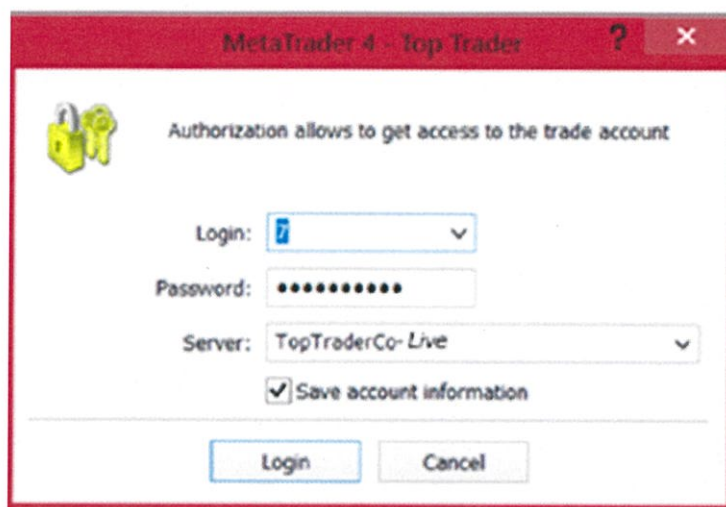 MetaTrader 4 - Top Trader ? ×
Authorization allows to get access to the trade account
Login: 7
Password: ••••••••••
Server: TopTraderCo-Live
Save account information
Login Cancel